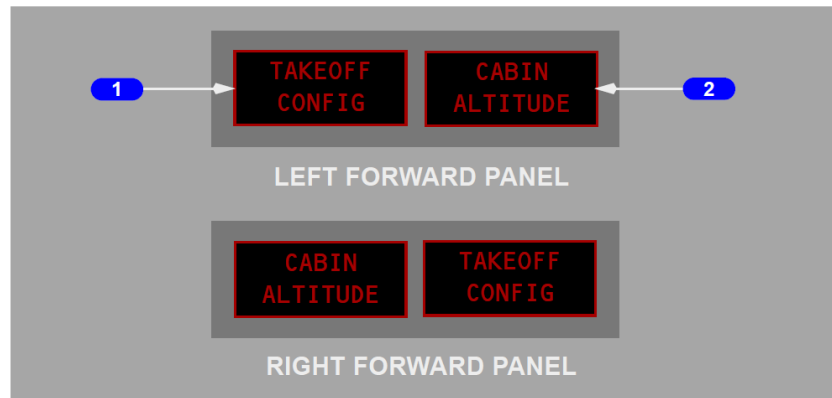 1
TAKEOFF
CONFIG
CABIN
ALTITUDE
2
LEFT FORWARD PANEL
CABIN
ALTITUDE
TAKEOFF
CONFIG
RIGHT FORWARD PANEL